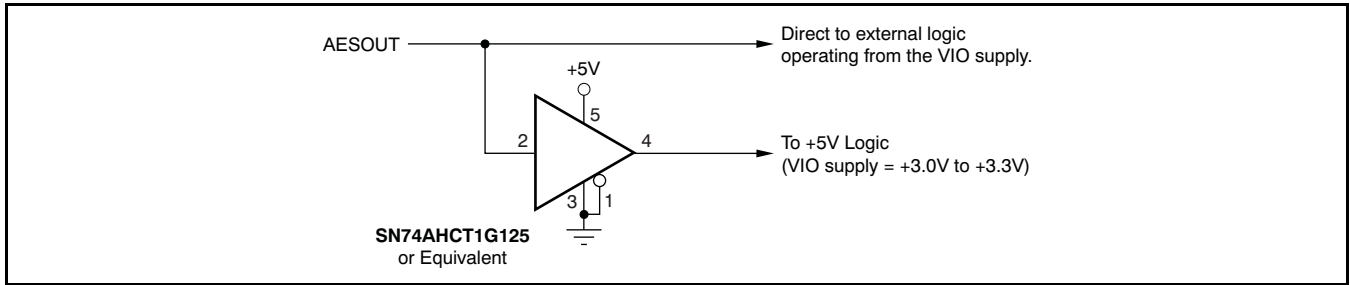 AESOUT
Direct to external logic
operating from the VIO supply.
+5V
5
2
4
To +5V Logic
(VIO supply = +3.0V to +3.3V)
3
1
SN74AHCT1G125
or Equivalent